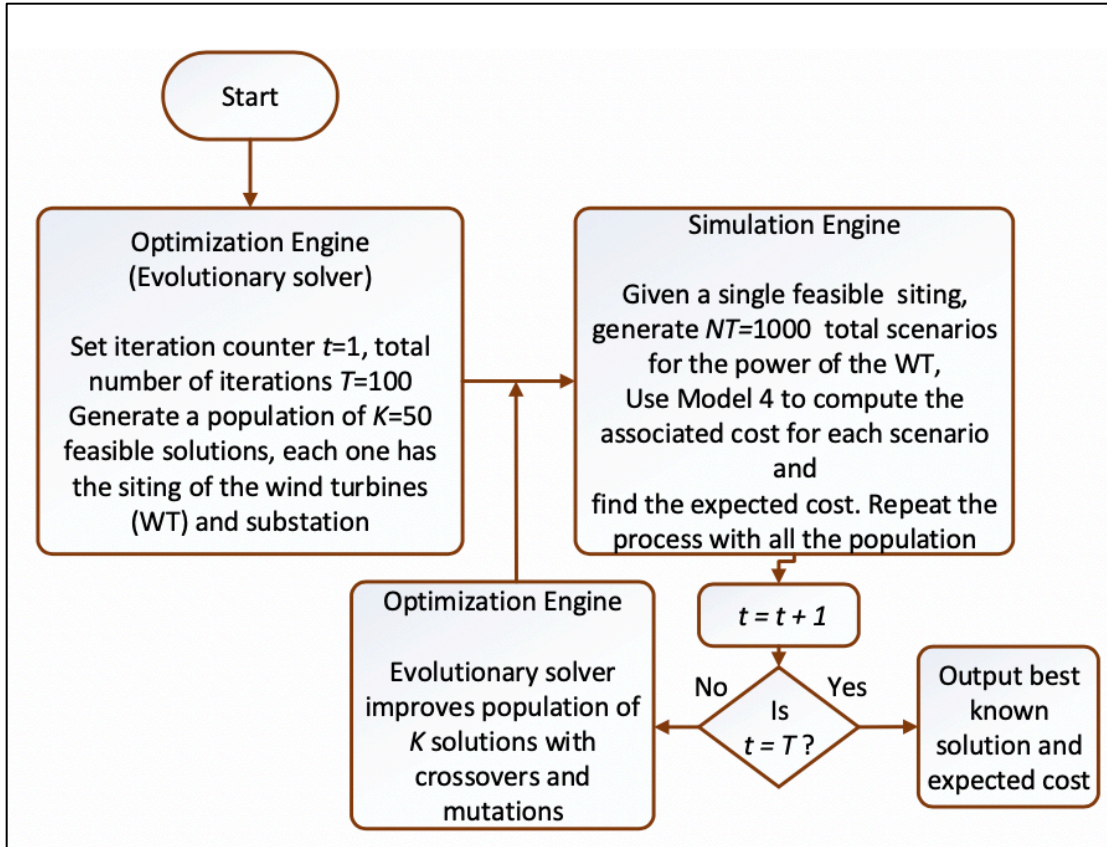 Start
Optimization Engine
(Evolutionary solver)
Set iteration counter t=1, total
number of iterations T=100
Generate a population of K=50
feasible solutions, each one has
the siting of the wind turbines
(WT) and substation
Simulation Engine
Given a single feasible siting,
generate NT=1000 total scenarios
for the power of the WT,
Use Model 4 to compute the
associated cost for each scenario
and
find the expected cost. Repeat the
process with all the population
t = t + 1
Is
t = T ?
No
Yes
Optimization Engine
Evolutionary solver
improves population of
K solutions with
crossovers and
mutations
Output best
known
solution and
expected cost